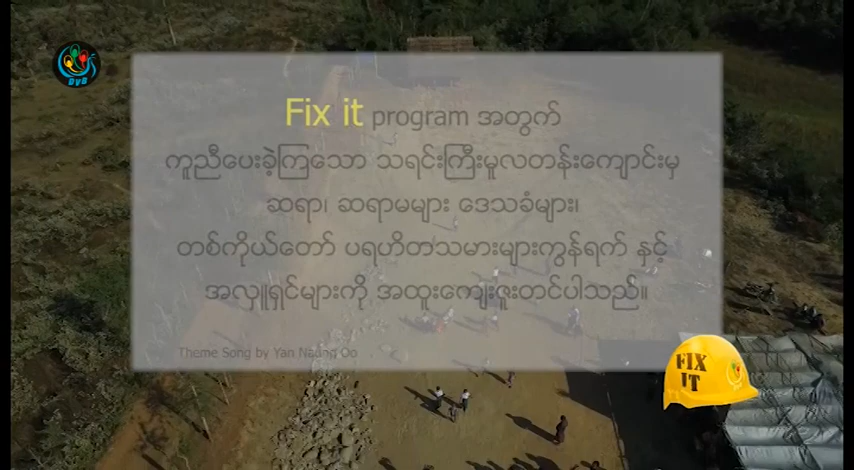 DVB
Fix it program အတွက်
ကူညီပေးခဲ့ကြသော သရင်းကြီးမူလတန်းကျောင်းမှ
ဆရာ၊ ဆရာမများ ဒေသခံများ၊
တစ်ကိုယ်တော် ပရဟိတသမားများကွန်ရက် နှင့်
အလှူရှင်များကို အထူးကျေးဇူးတင်ပါသည်။
Theme Song by Yan Naung Oo
FIX
IT